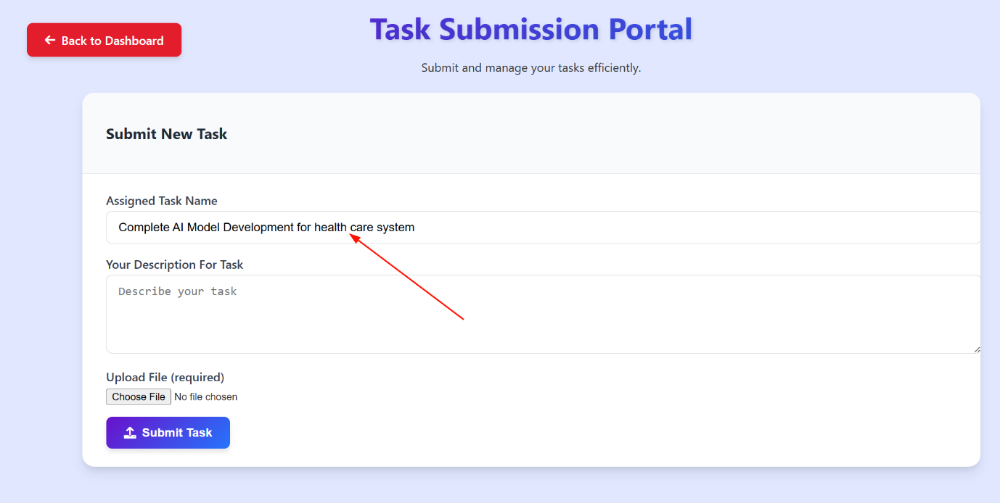 Back to Dashboard
Task Submission Portal
Submit and manage your tasks efficiently.
Submit New Task
Assigned Task Name
Complete AI Model Development for health care system
Your Description For Task
Describe your task
Upload File (required)
Choose File No file chosen
Submit Task